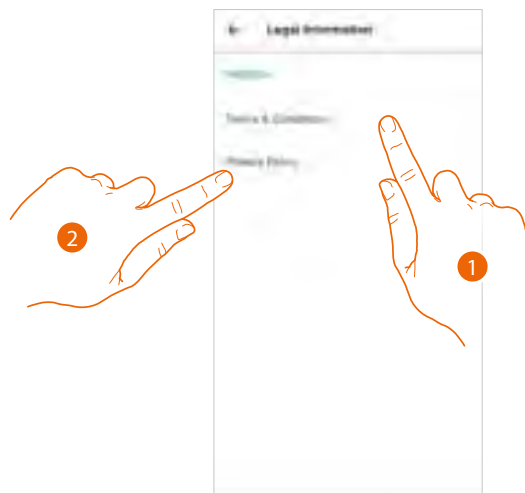 Legal Information
Terms & Conditions
Privacy Policy
2
1